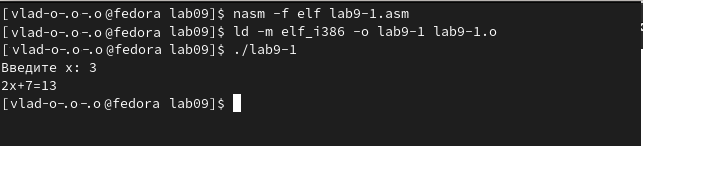 [vlad-o-.o-.o@fedora lab09]$ nasm -f elf lab9-1.asm
[vlad-o-.o-.o@fedora lab09]$ ld -m elf_i386 -o lab9-1 lab9-1.o
[vlad-o-.o-.o@fedora lab09]$ ./lab9-1
Введите x: 3
2x+7=13
[vlad-o-.o-.o@fedora lab09]$